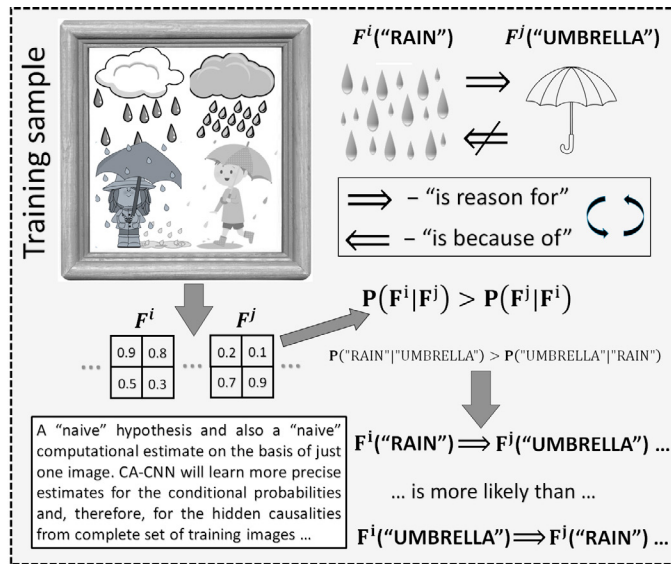 Training sample
F^i("RAIN") F^j("UMBRELLA")
⇒
⇍
⇒ – “is reason for”
⇐ – “is because of”
F^i F^j
... 0.9 0.8 ... 0.2 0.1 ...
0.5 0.3 0.7 0.9
P(F^i|F^j) > P(F^j|F^i)
P("RAIN"|"UMBRELLA") > P("UMBRELLA"|"RAIN")
A “naive” hypothesis and also a “naive”
computational estimate on the basis of just
one image. CA-CNN will learn more precise
estimates for the conditional probabilities
and, therefore, for the hidden causalities
from complete set of training images ...
F^i("RAIN") ⇒ F^j("UMBRELLA") ...
... is more likely than ...
F^i("UMBRELLA") ⇒ F^j("RAIN") ...